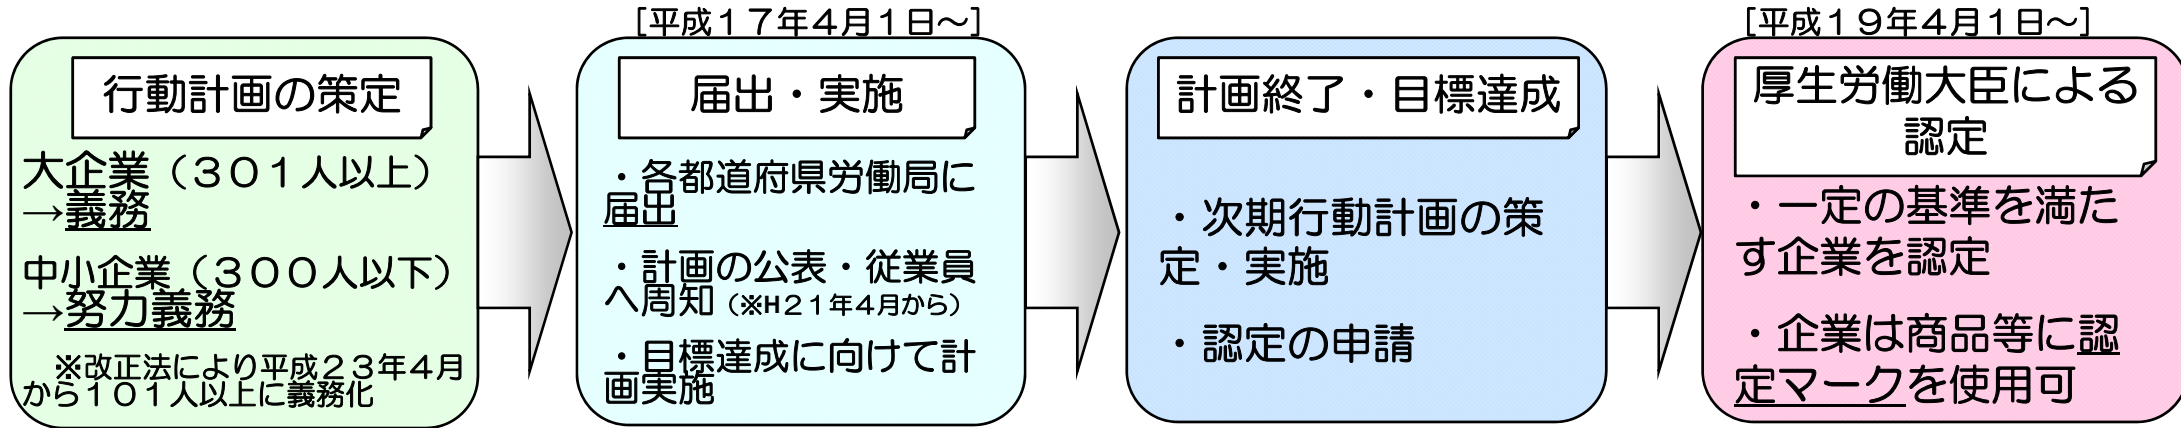 ［平成１７年４月１日～］
［平成１９年４月１日～］
行動計画の策定
大企業（３０１人以上）
→義務
中小企業（３００人以下）
→努力義務
※改正法により平成２３年４月
から１０１人以上に義務化
届出・実施
・各都道府県労働局に
届出
・計画の公表・従業員
へ周知（※H２１年４月から）
・目標達成に向けて計
画実施
計画終了・目標達成
・次期行動計画の策
定・実施
・認定の申請
厚生労働大臣による
認定
・一定の基準を満た
す企業を認定
・企業は商品等に認
定マークを使用可